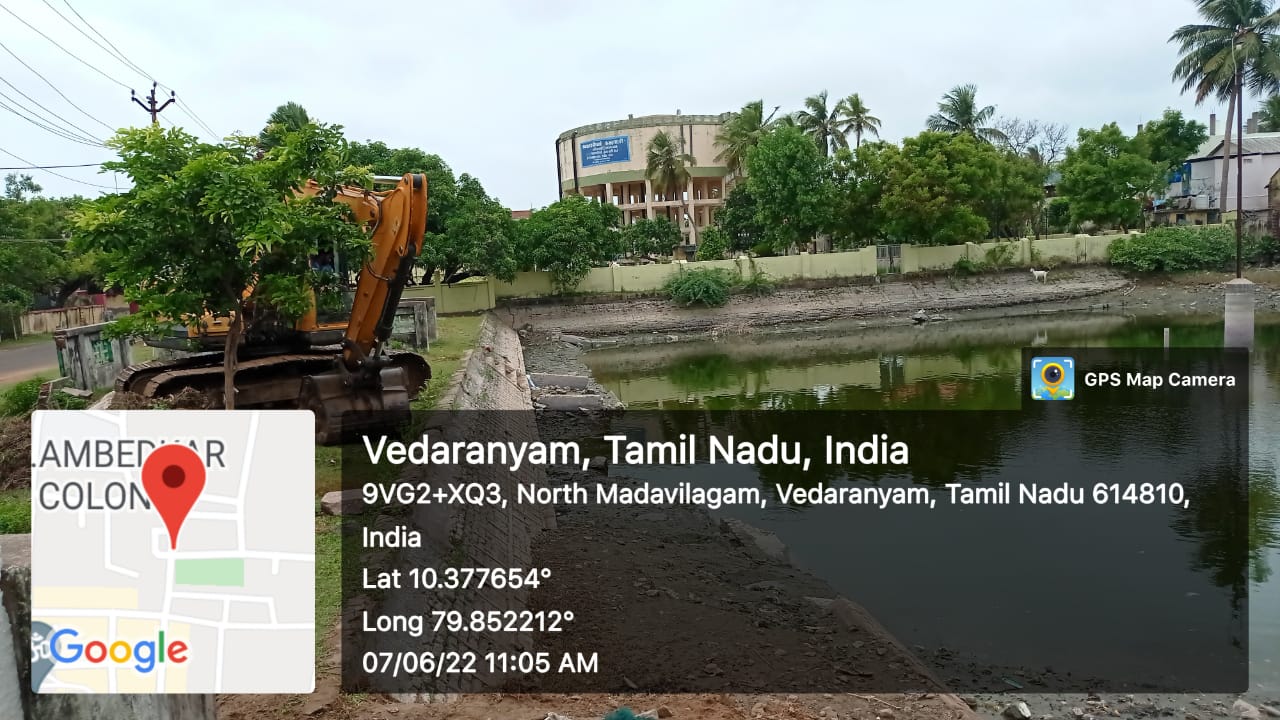 GPS Map Camera
AMBEDKAR
COLON
Google
Vedaranyam, Tamil Nadu, India
9VG2+XQ3, North Madavilagam, Vedaranyam, Tamil Nadu 614810,
India
Lat 10.377654°
Long 79.852212°
07/06/22 11:05 AM